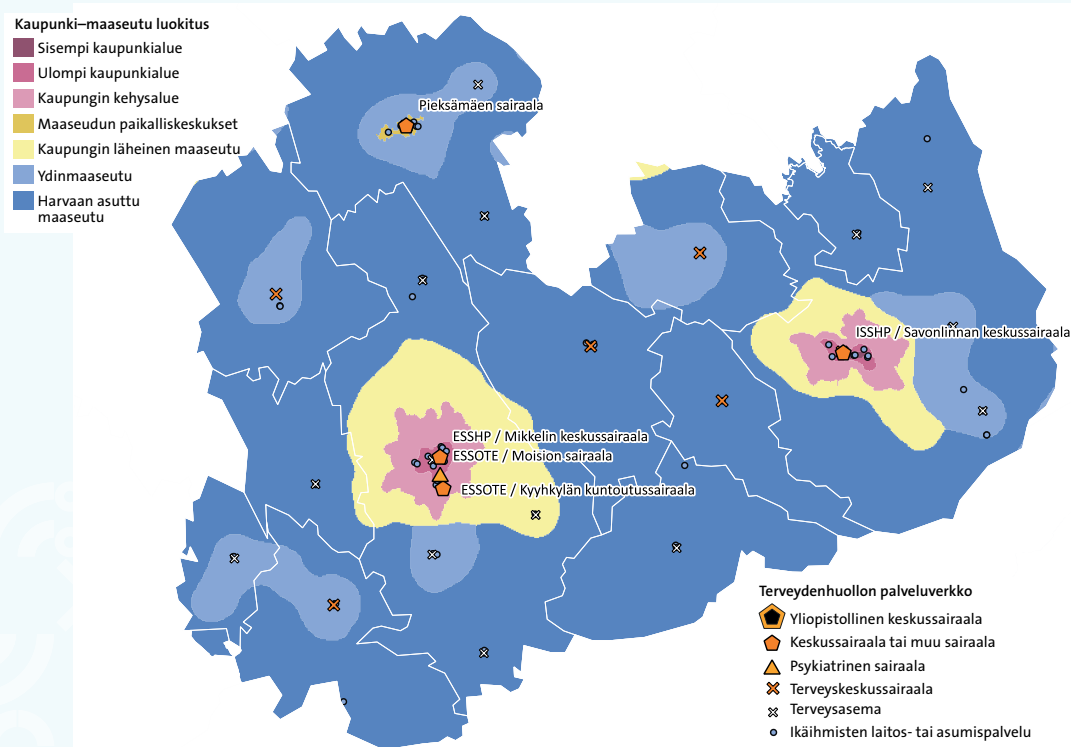 Kaupunki–maaseutu luokitus
Sisempi kaupunkialue
Ulompi kaupunkialue
Kaupungin kehysalue
Maaseudun paikalliskeskukset
Kaupungin läheinen maaseutu
Ydinmaaseutu
Harvaan asuttu
maaseutu
Pieksämäen sairaala
ISSHP / Savonlinnan keskussairaala
ESSHP / Mikkelin keskussairaala
ESSOTE / Moision sairaala
ESSOTE / Kyyhkylän kuntoutussairaala
Terveydenhuollon palveluverkko
Yliopistollinen keskussairaala
Keskussairaala tai muu sairaala
Psykiatrinen sairaala
Terveyskeskussairaala
Terveysasema
Ikäihmisten laitos- tai asumispalvelu